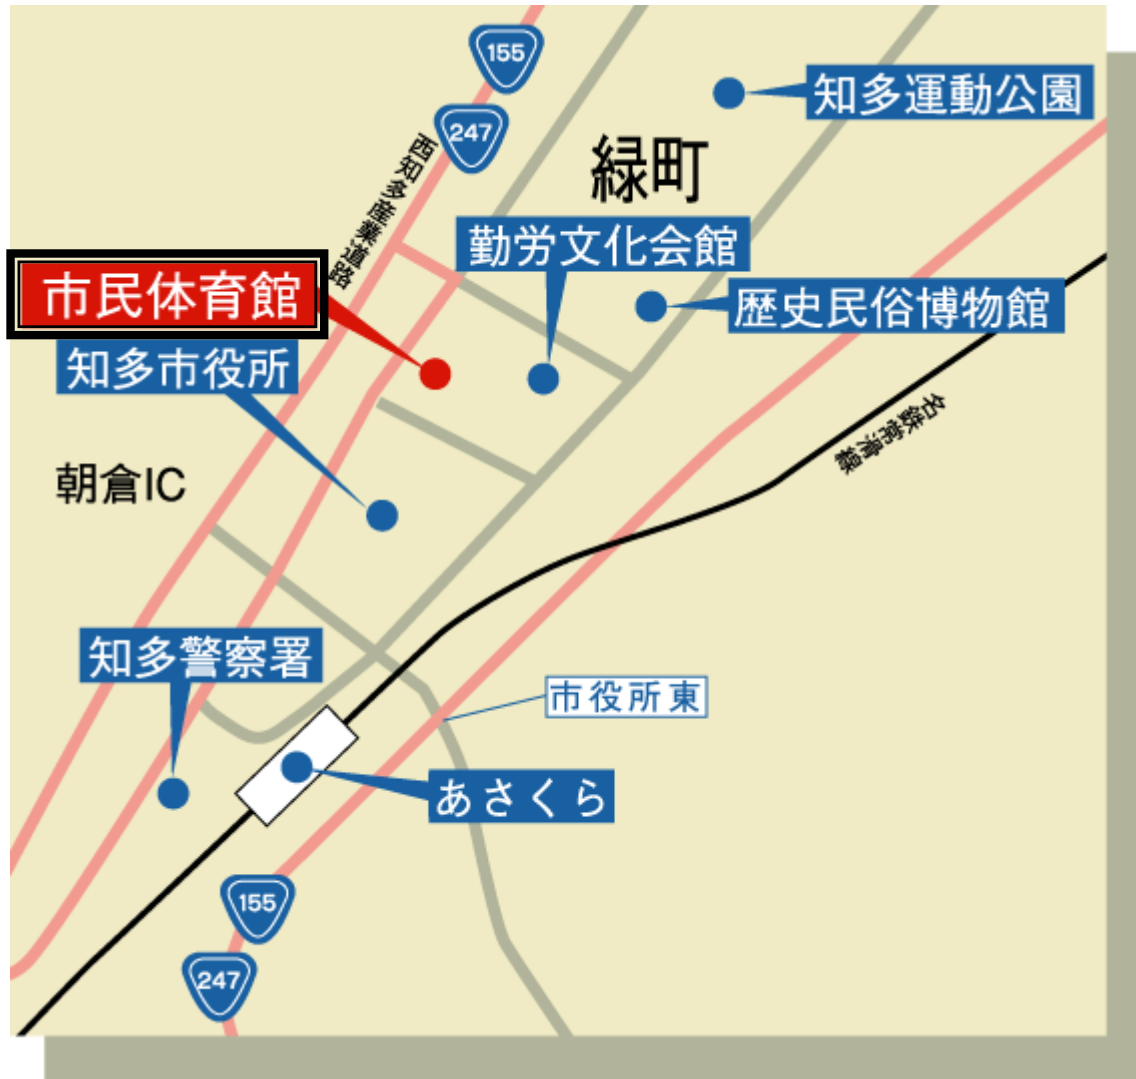 155
知多運動公園
247
緑町
西知多産業道路
勤労文化会館
市民体育館
歴史民俗博物館
知多市役所
名鉄常滑線
朝倉IC
知多警察署
市役所東
あさくら
155
247